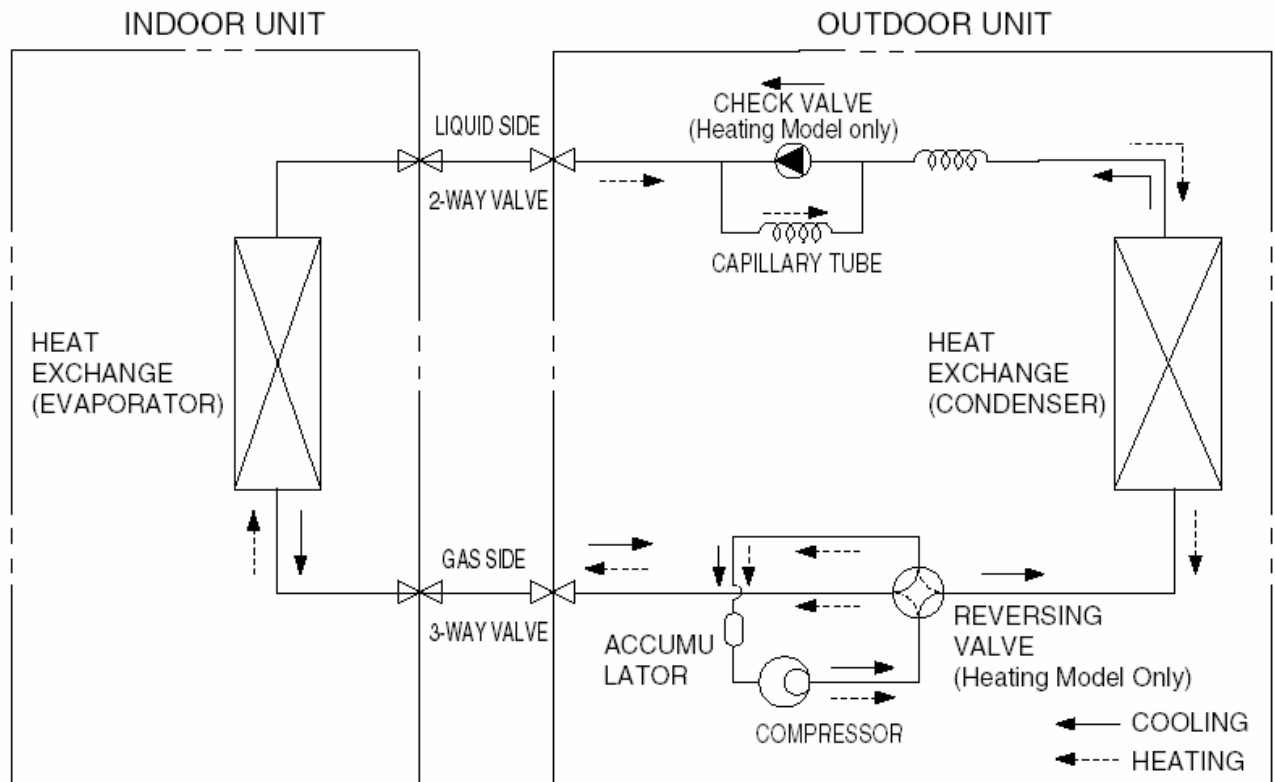 INDOOR UNIT
OUTDOOR UNIT
CHECK VALVE
(Heating Model only)
LIQUID SIDE
2-WAY VALVE
CAPILLARY TUBE
HEAT
EXCHANGE
(EVAPORATOR)
HEAT
EXCHANGE
(CONDENSER)
GAS SIDE
3-WAY VALVE
ACCUMU
LATOR
COMPRESSOR
REVERSING
VALVE
(Heating Model Only)
COOLING
HEATING